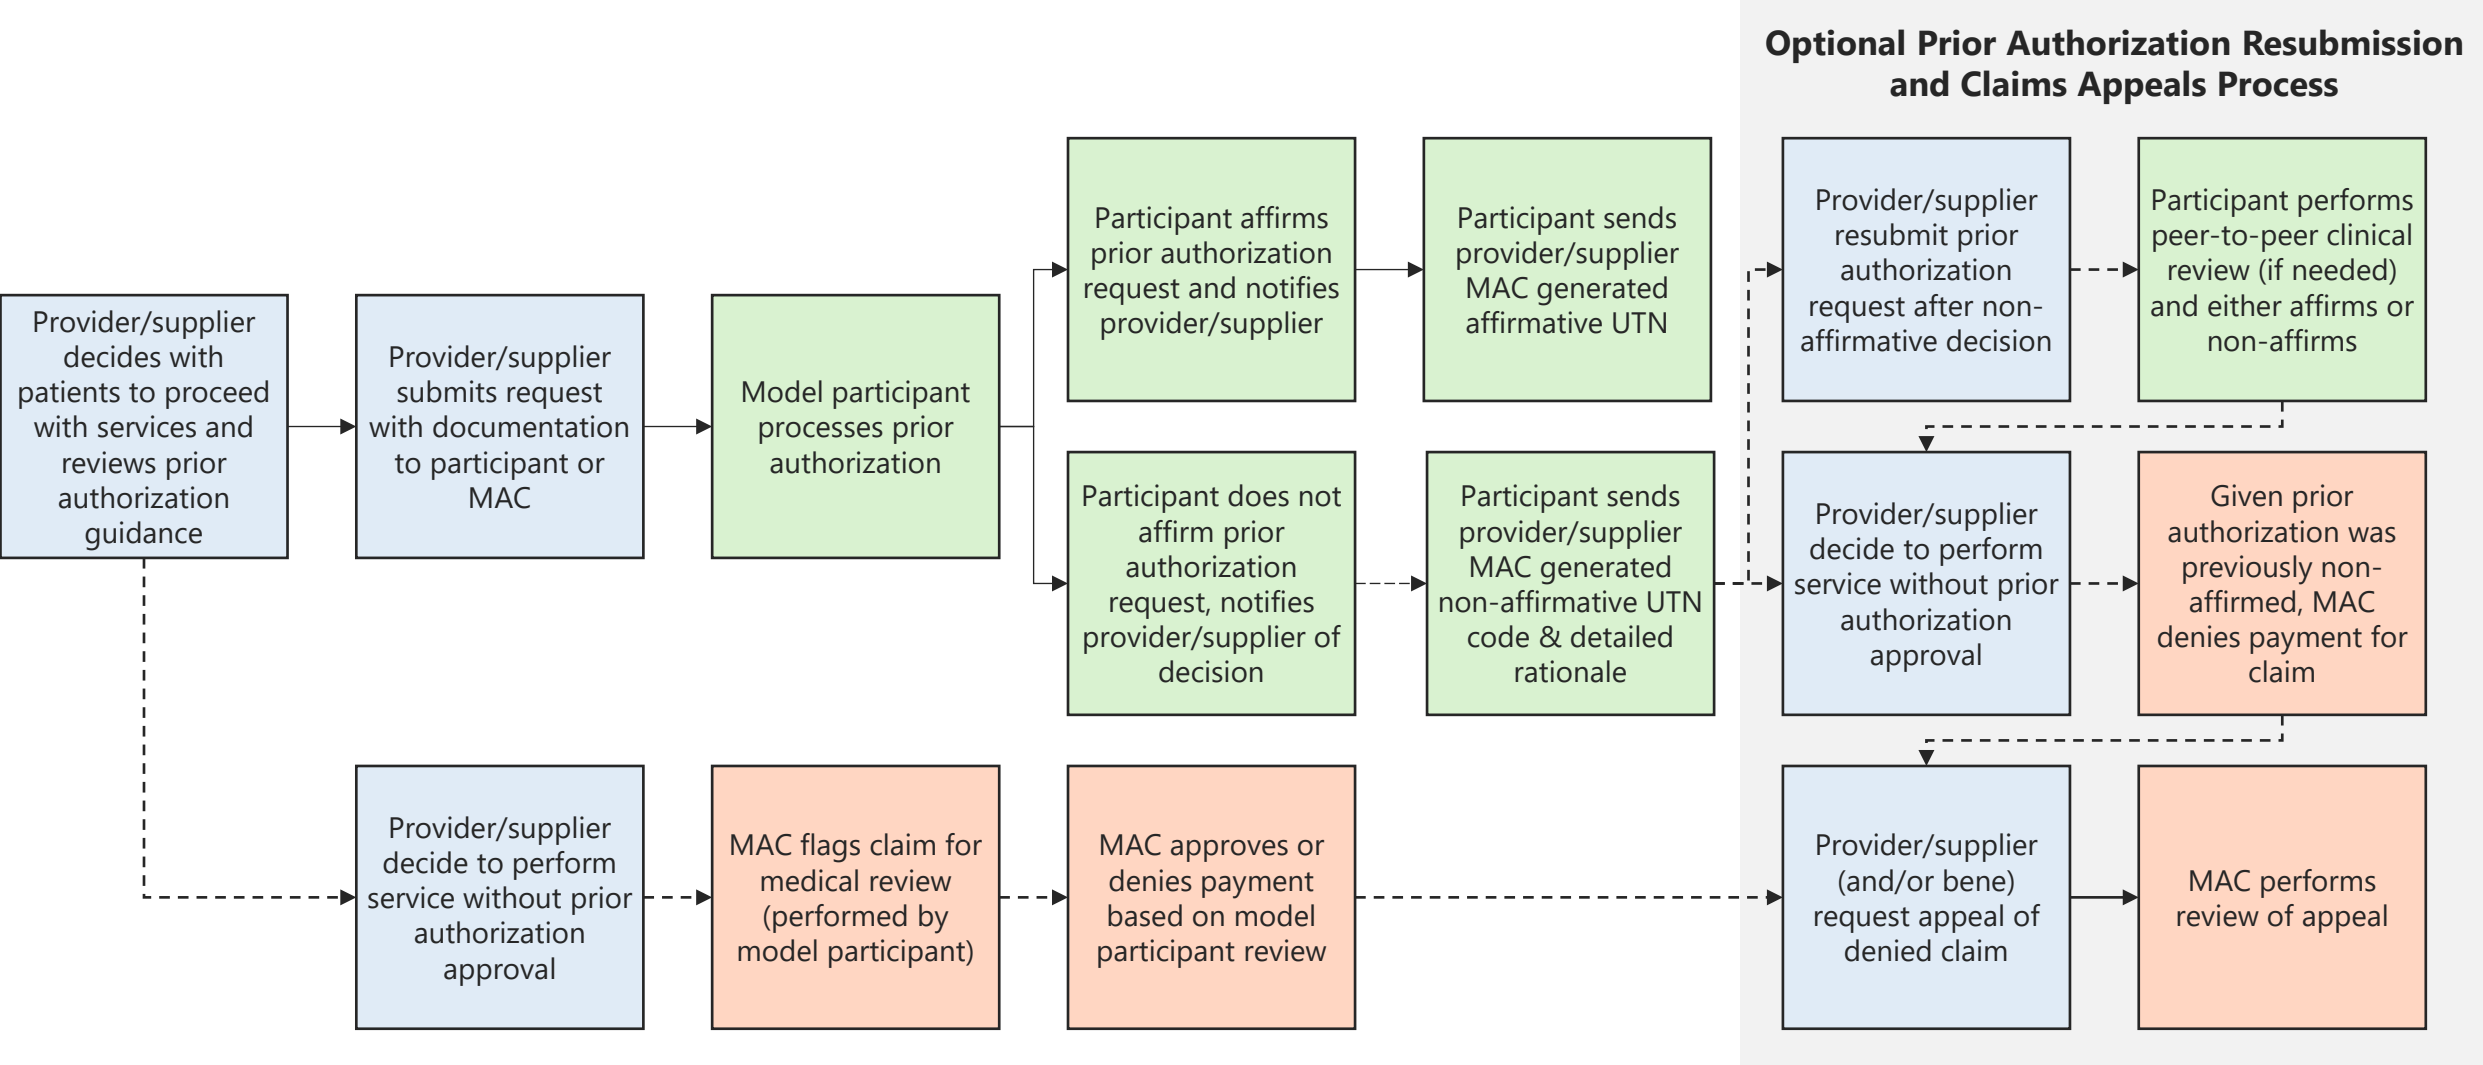 Optional Prior Authorization Resubmission
and Claims Appeals Process
Provider/supplier
decides with
patients to proceed
with services and
reviews prior
authorization
guidance
Provider/supplier
submits request
with documentation
to participant or
MAC
Model participant
processes prior
authorization
Participant affirms
prior authorization
request and notifies
provider/supplier
Participant sends
provider/supplier
MAC generated
affirmative UTN
Provider/supplier
resubmit prior
authorization
request after non-
affirmative decision
Participant performs
peer-to-peer clinical
review (if needed)
and either affirms or
non-affirms
Participant does not
affirm prior
authorization
request, notifies
provider/supplier of
decision
Participant sends
provider/supplier
MAC generated
non-affirmative UTN
code & detailed
rationale
Provider/supplier
decide to perform
service without prior
authorization
approval
Given prior
authorization was
previously non-
affirmed, MAC
denies payment for
claim
Provider/supplier
decide to perform
service without prior
authorization
approval
MAC flags claim for
medical review
(performed by
model participant)
MAC approves or
denies payment
based on model
participant review
Provider/supplier
(and/or bene)
request appeal of
denied claim
MAC performs
review of appeal